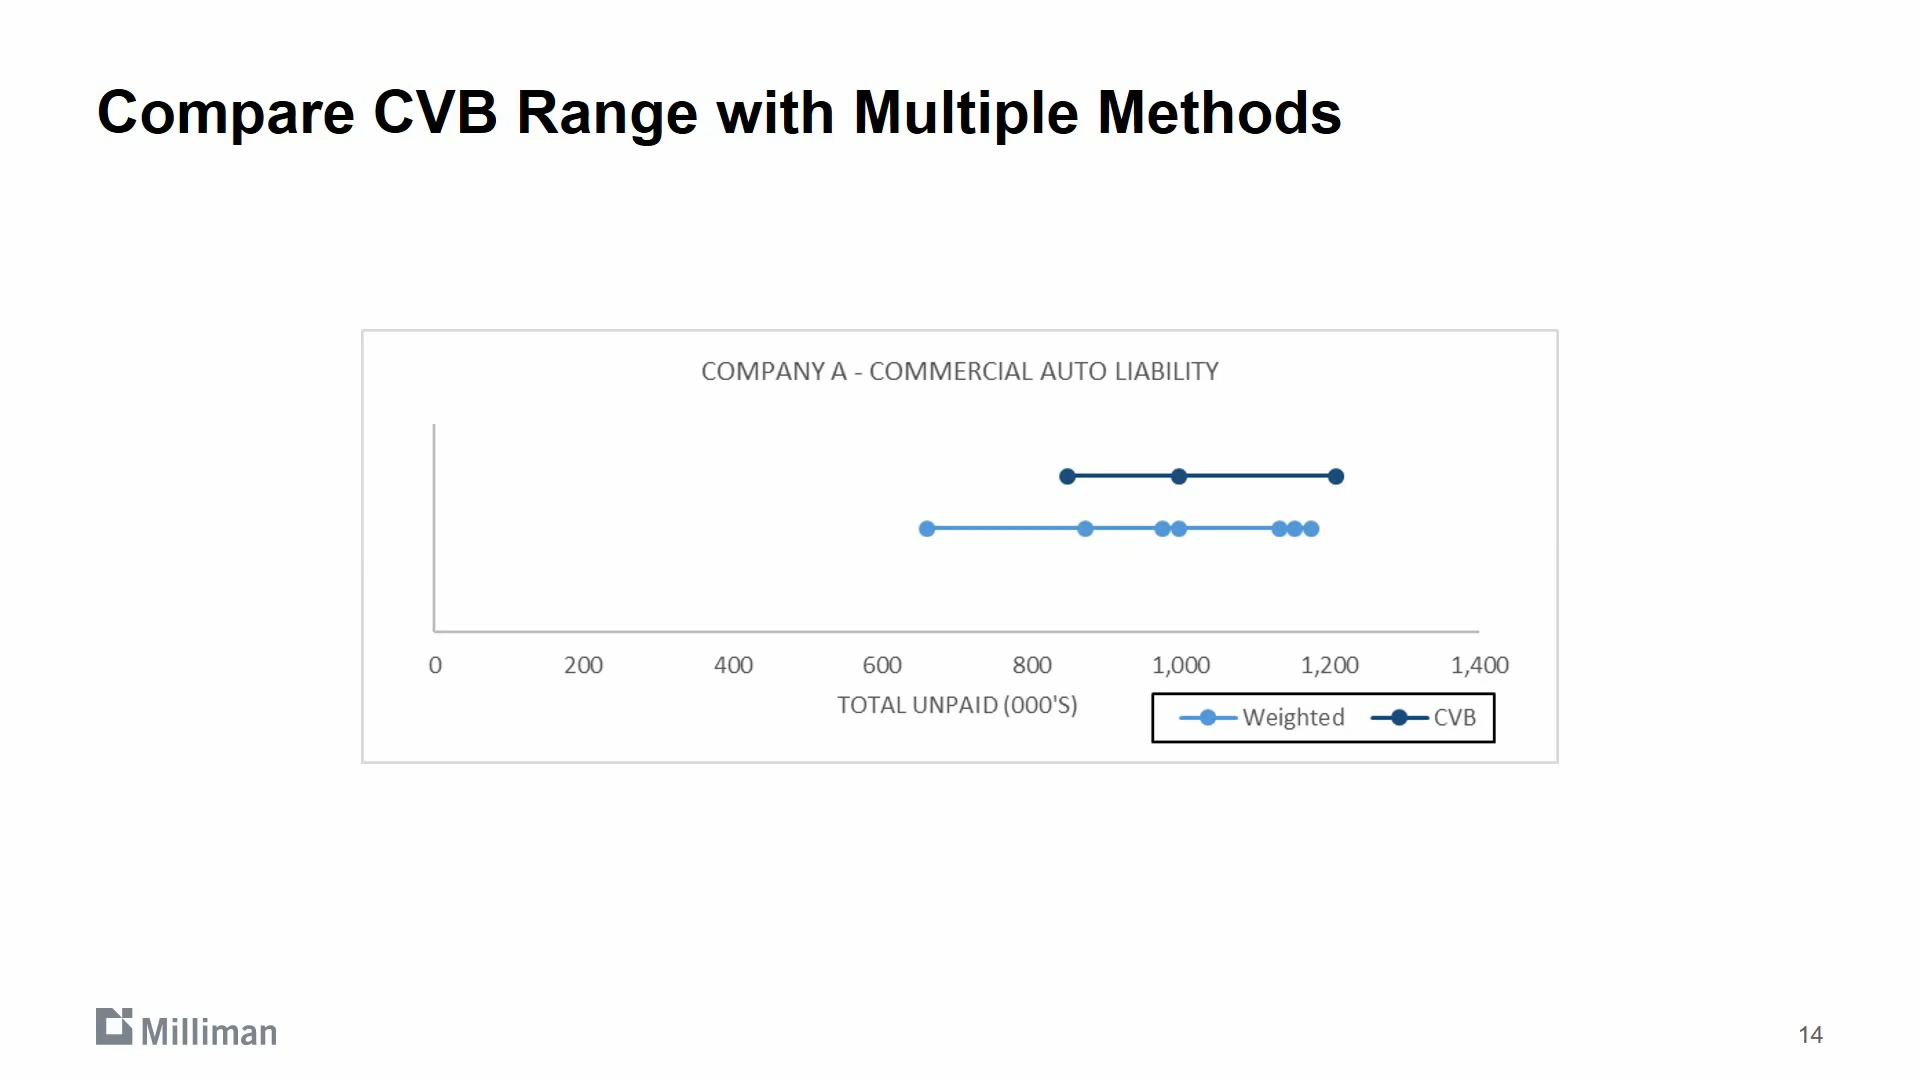 Compare CVB Range with Multiple Methods
COMPANY A - COMMERCIAL AUTO LIABILITY
0 200 400 600 800 1,000 1,200 1,400
TOTAL UNPAID (000'S)
Weighted CVB
Milliman
14